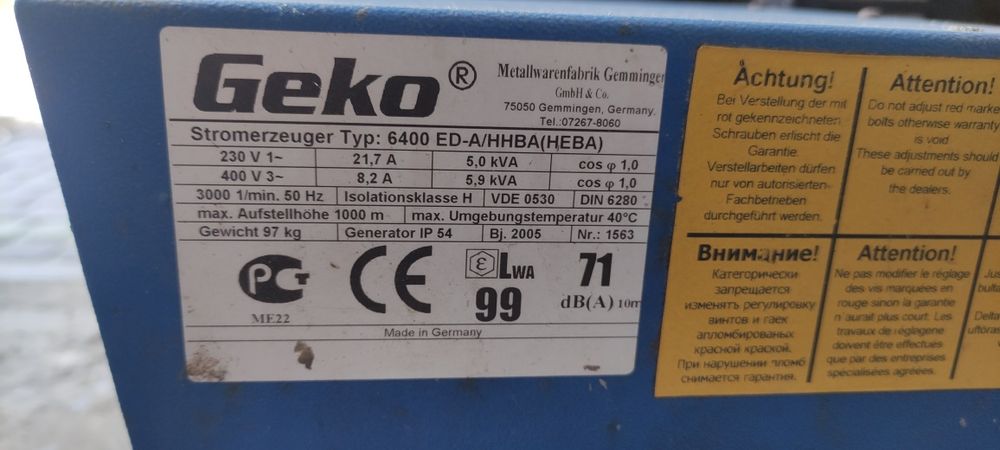 Geko®
Metallwarenfabrik Gemminger
GmbH & Co.
75050 Gemmingen, Germany.
Tel.:07267-8060
Stromerzeuger Typ: 6400 ED-A/HHBA(HEBA)
230 V 1~ 21,7 A 5,0 kVA cos φ 1,0
400 V 3~ 8,2 A 5,9 kVA cos φ 1,0
3000 1/min. 50 Hz Isolationsklasse H VDE 0530 DIN 6280
max. Aufstellhöhe 1000 m max. Umgebungstemperatur 40°C
Gewicht 97 kg Generator IP 54 Bj. 2005 Nr.: 1563
PCT
ME22
CE
LWA
99
71
dB(A) 10m
Made in Germany
Achtung!
Bei Verstellung der mit
rot gekennzeichneten
Schrauben erlischt die
Garantie.
Verstellarbeiten dürfen
nur von autorisierten
Fachbetrieben
durchgeführt werden.
Attention!
Do not adjust red marke
bolts otherwise warranty
is void
These adjustments should
be carried out by
the dealers.
Внимание!
Категорически
запрещается
изменять регулировку
винтов и гаек
апломбированых
красной краской.
При нарушении пломб
снимается гарантия.
Attention!
Ne pas modifier le réglage
des vis marquées en
rouge sinon la garantie
n´aurait plus court. Les
travaux de réglagene
doivent être effectués
que par des entreprises
spécialisées agréées.